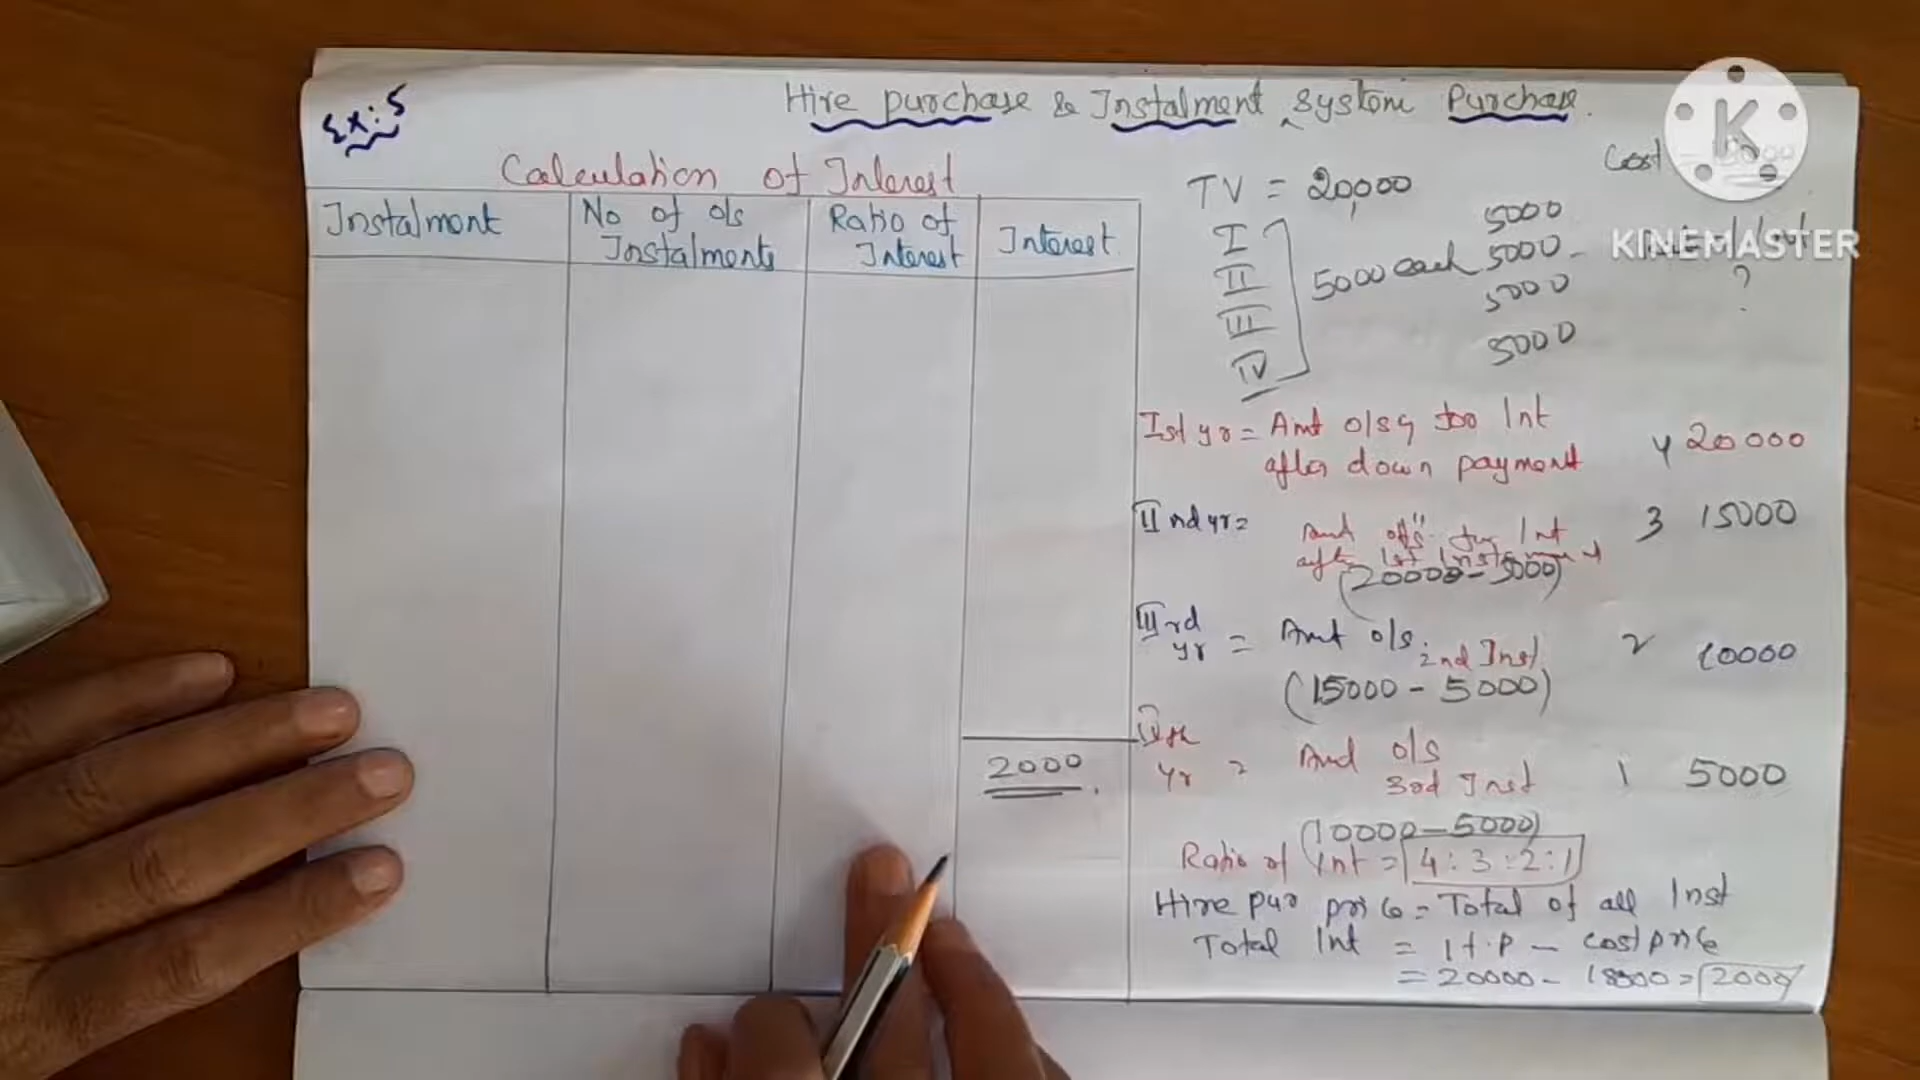 Ex: 5
Hire purchase & Instalment System Purchase.
Calculation of Interest
Instalment
No of o/s Instalments
Ratio of Interest
Interest
2000
Cost
TV = 20,000
I
II
III
IV
5000 each
5000
5000 -
5000
5000
?
KINEMASTER
Ist yr = Amt o/sg for Int
after down payment
4 20000
IInd yr =
Amt o/s for Int
after Ist Instament
3 15000
(20000 - 5000)
IIIrd yr = Amt o/s
2nd Inst
2 10000
(15000 - 5000)
yr = Amt o/s
3rd Inst
1 5000
(10000 - 5000)
Ratio of Int = 4 : 3 : 2 : 1
Hire pur price = Total of all Inst
Total Int = H.P - cost price
= 20000 - 18000 = 2000